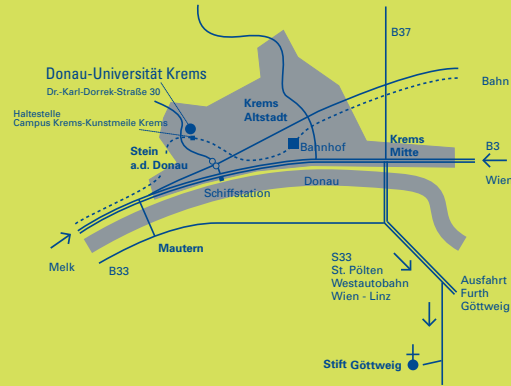 B37
Donau-Universität Krems
Dr.-Karl-Dorrek-Straße 30
Bahn
Haltestelle
Campus Krems-Kunstmeile Krems
Krems
Altstadt
Stein
a.d. Donau
Bahnhof
Krems
Mitte
B3
Wien
Schiffstation
Donau
Mautern
Melk
B33
S33
St. Pölten
Westautobahn
Wien - Linz
Ausfahrt
Furth
Göttweig
Stift Göttweig